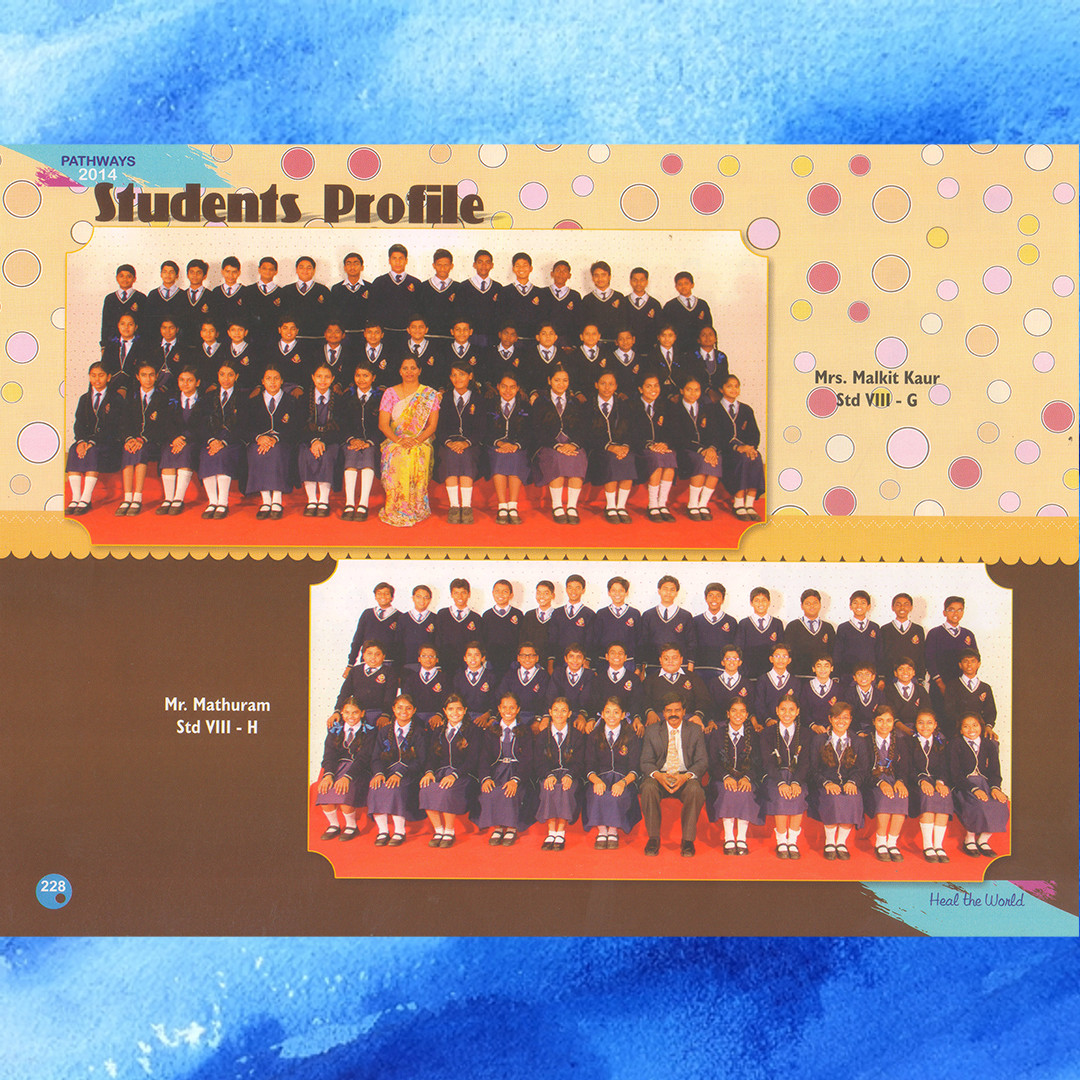 PATHWAYS
2014
Students Profile
Mrs. Malkit Kaur
Std VIII - G
Mr. Mathuram
Std VIII - H
228
Heal the World